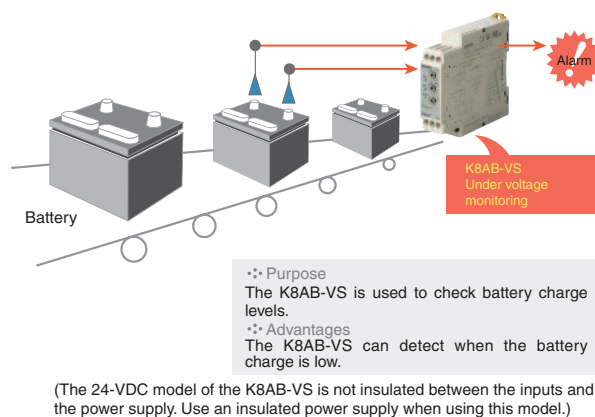 Alarm
K8AB-VS
Under voltage
monitoring
Battery
Purpose
The K8AB-VS is used to check battery charge
levels.
Advantages
The K8AB-VS can detect when the battery
charge is low.
(The 24-VDC model of the K8AB-VS is not insulated between the inputs and
the power supply. Use an insulated power supply when using this model.)